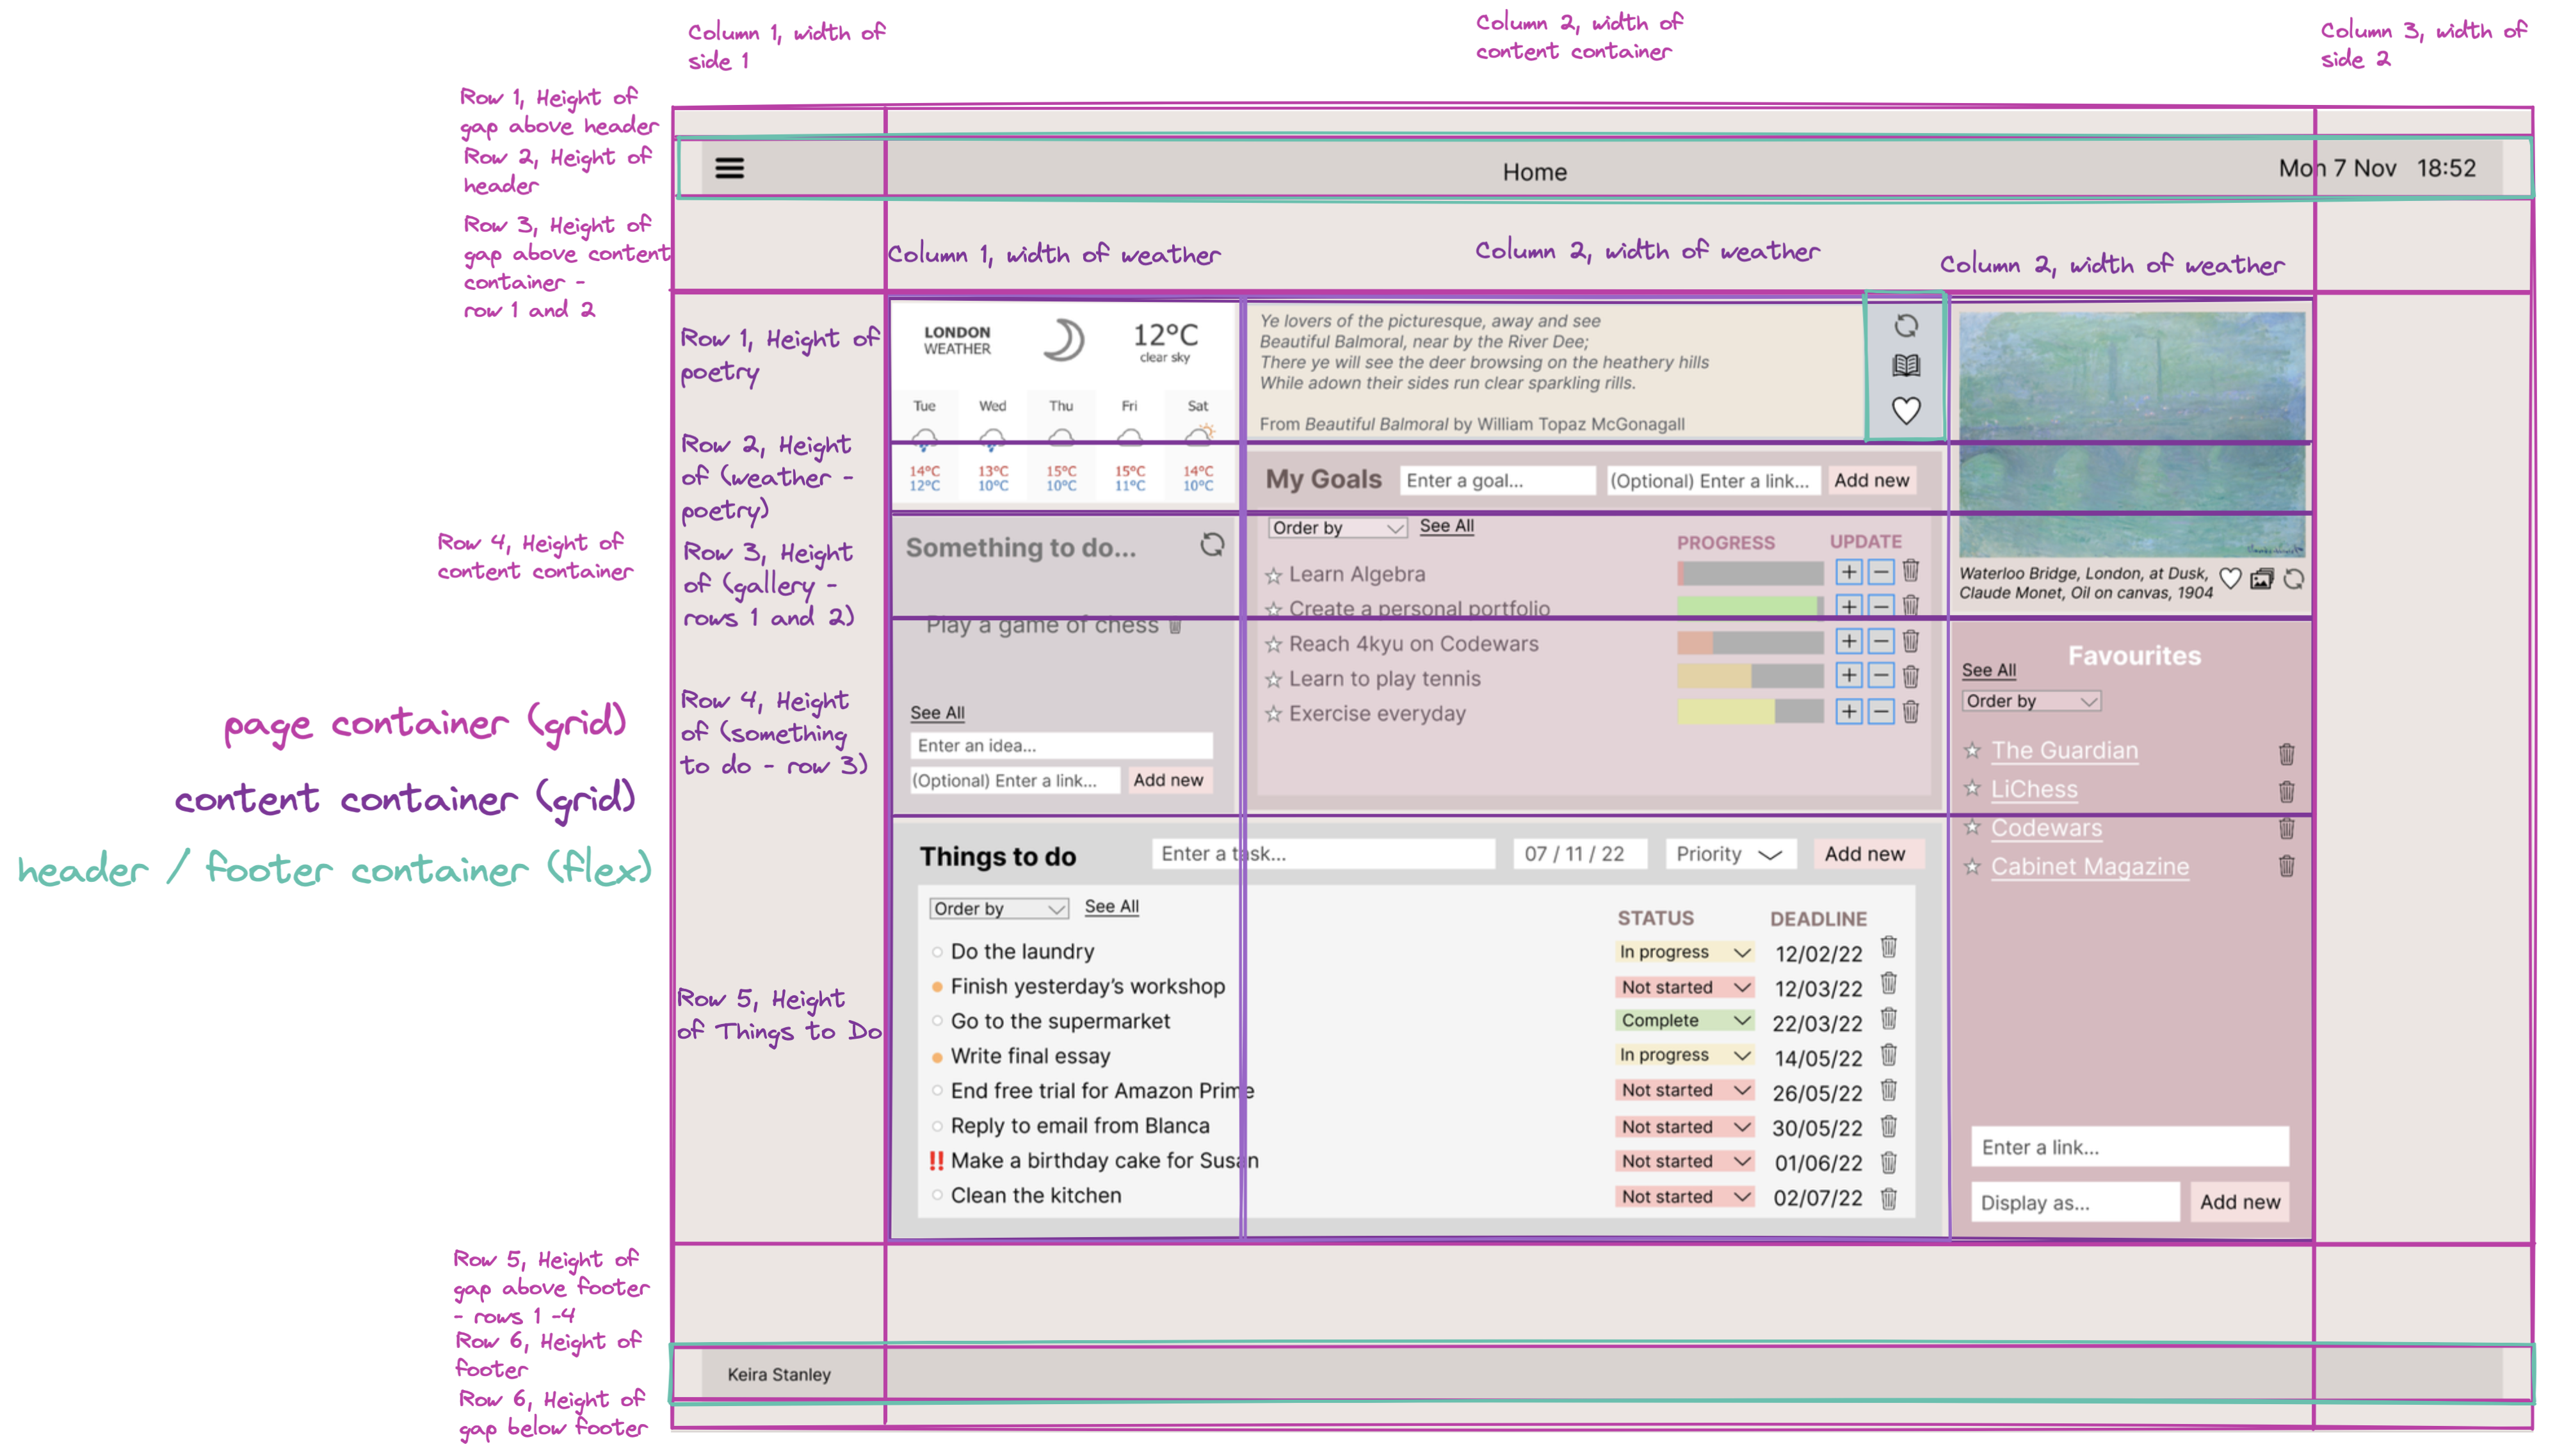 Column 1, width of
side 1
Column 2, width of
content container
Column 3, width of
side 2
Row 1, Height of
gap above header
Row 2, Height of
header
Row 3, Height of
gap above content
container -
row 1 and 2
Home
Mon 7 Nov 18:52
Column 1, width of weather
Column 2, width of weather
Column 2, width of weather
Row 1, Height of
poetry
Row 2, Height
of (weather -
poetry)
Row 3, Height
of (gallery -
rows 1 and 2)
Row 4, Height
of (something
to do - row 3)
Row 5, Height
of Things to Do
Row 4, Height of
content container
page container (grid)
content container (grid)
header / footer container (flex)
LONDON
WEATHER
12°C
clear sky
Tue Wed Thu Fri Sat
14°C 13°C 15°C 15°C 14°C
12°C 10°C 10°C 11°C 10°C
Ye lovers of the picturesque, away and see
Beautiful Balmoral, near by the River Dee;
There ye will see the deer browsing on the heathery hills
While adown their sides run clear sparkling rills.
From Beautiful Balmoral by William Topaz McGonagall
My Goals Enter a goal... (Optional) Enter a link... Add new
Order by See All
PROGRESS UPDATE
Learn Algebra
Create a personal portfolio
Reach 4kyu on Codewars
Learn to play tennis
Exercise everyday
Waterloo Bridge, London, at Dusk,
Claude Monet, Oil on canvas, 1904
Something to do...
Play a game of chess
See All
Enter an idea...
(Optional) Enter a link... Add new
Favourites
See All
Order by
The Guardian
LiChess
Codewars
Cabinet Magazine
Enter a link...
Display as... Add new
Things to do Enter a task... 07 / 11 / 22 Priority Add new
Order by See All
STATUS DEADLINE
Do the laundry In progress 12/02/22
Finish yesterday's workshop Not started 12/03/22
Go to the supermarket Complete 22/03/22
Write final essay In progress 14/05/22
End free trial for Amazon Prime Not started 26/05/22
Reply to email from Blanca Not started 30/05/22
!! Make a birthday cake for Susan Not started 01/06/22
Clean the kitchen Not started 02/07/22
Row 5, Height of
gap above footer
- rows 1 -4
Row 6, Height of
footer
Row 6, Height of
gap below footer
Keira Stanley